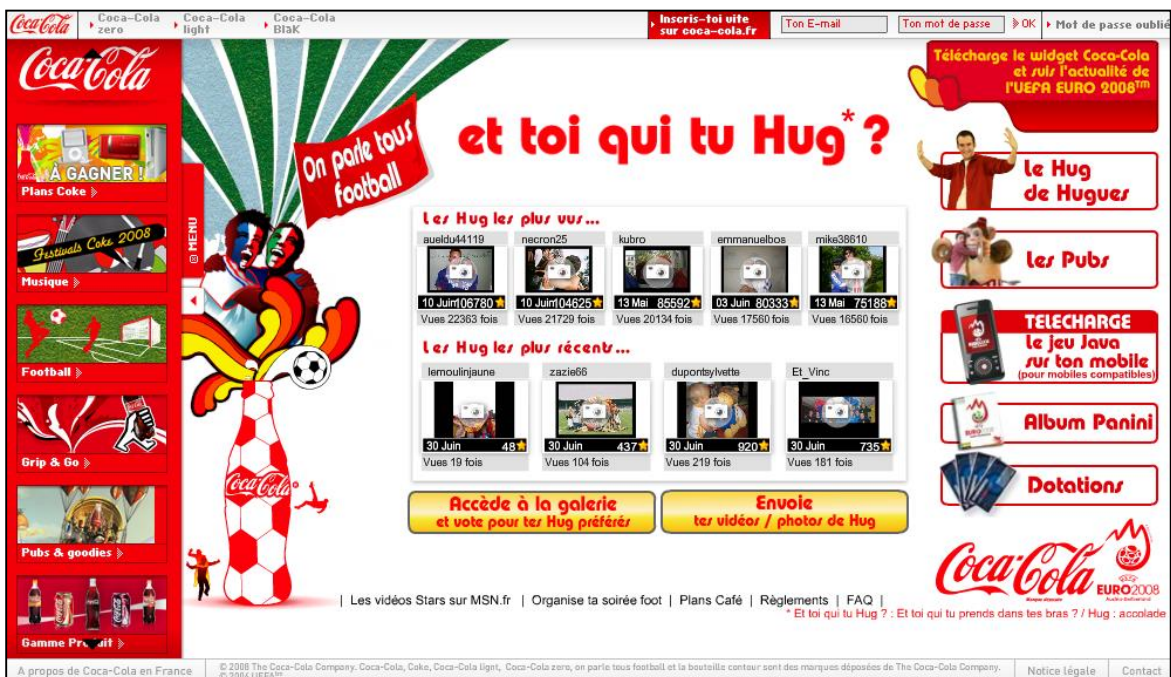 Coca-Cola
Coca-Cola zero
Coca-Cola light
Coca-Cola BlāK
Inscris-toi vite
sur coca-cola.fr
Ton E-mail
Ton mot de passe
OK
Mot de passe oublié
Coca-Cola
À GAGNER !
Plans Coke
Festivals Coke 2008
Musique
Football
Grip & Go
Pubs & goodies
Gamme Produit
MENU
On parle tous
football
et toi qui tu Hug* ?
Les Hug les plus vus...
aueldu44119 necron25 kubro emmanuelbos mike38610
10 Juin 106780 10 Juin 104625 13 Mai 85592 03 Juin 80333 13 Mai 75188
Vues 22363 fois Vues 21729 fois Vues 20134 fois Vues 17560 fois Vues 16560 fois
Les Hug les plus récents...
lemoulinjaune zazie66 dupontsylvette Et_Vinc
30 Juin 48 30 Juin 437 30 Juin 920 30 Juin 735
Vues 19 fois Vues 104 fois Vues 219 fois Vues 181 fois
Accède à la galerie
et vote pour tes Hug préférés
Envoie
tes vidéos / photos de Hug
Coca-Cola
Télécharge le widget Coca-Cola
et suis l'actualité de
l'UEFA EURO 2008™
Le Hug
de Hugues
Les Pubs
TELECHARGE
Le jeu Java
sur ton mobile
(pour mobiles compatibles)
Album Panini
Dotations
Coca-Cola
EURO2008
| Les vidéos Stars sur MSN.fr | Organise ta soirée foot | Plans Café | Règlements | FAQ |
* Et toi qui tu Hug ? : Et toi qui tu prends dans tes bras ? / Hug : accolade
A propos de Coca-Cola en France
© 2008 The Coca-Cola Company. Coca-Cola, Coke, Coca-Cola light, Coca-Cola zero, on parle tous football et la bouteille contour sont des marques déposées de The Coca-Cola Company.
Notice légale
Contact